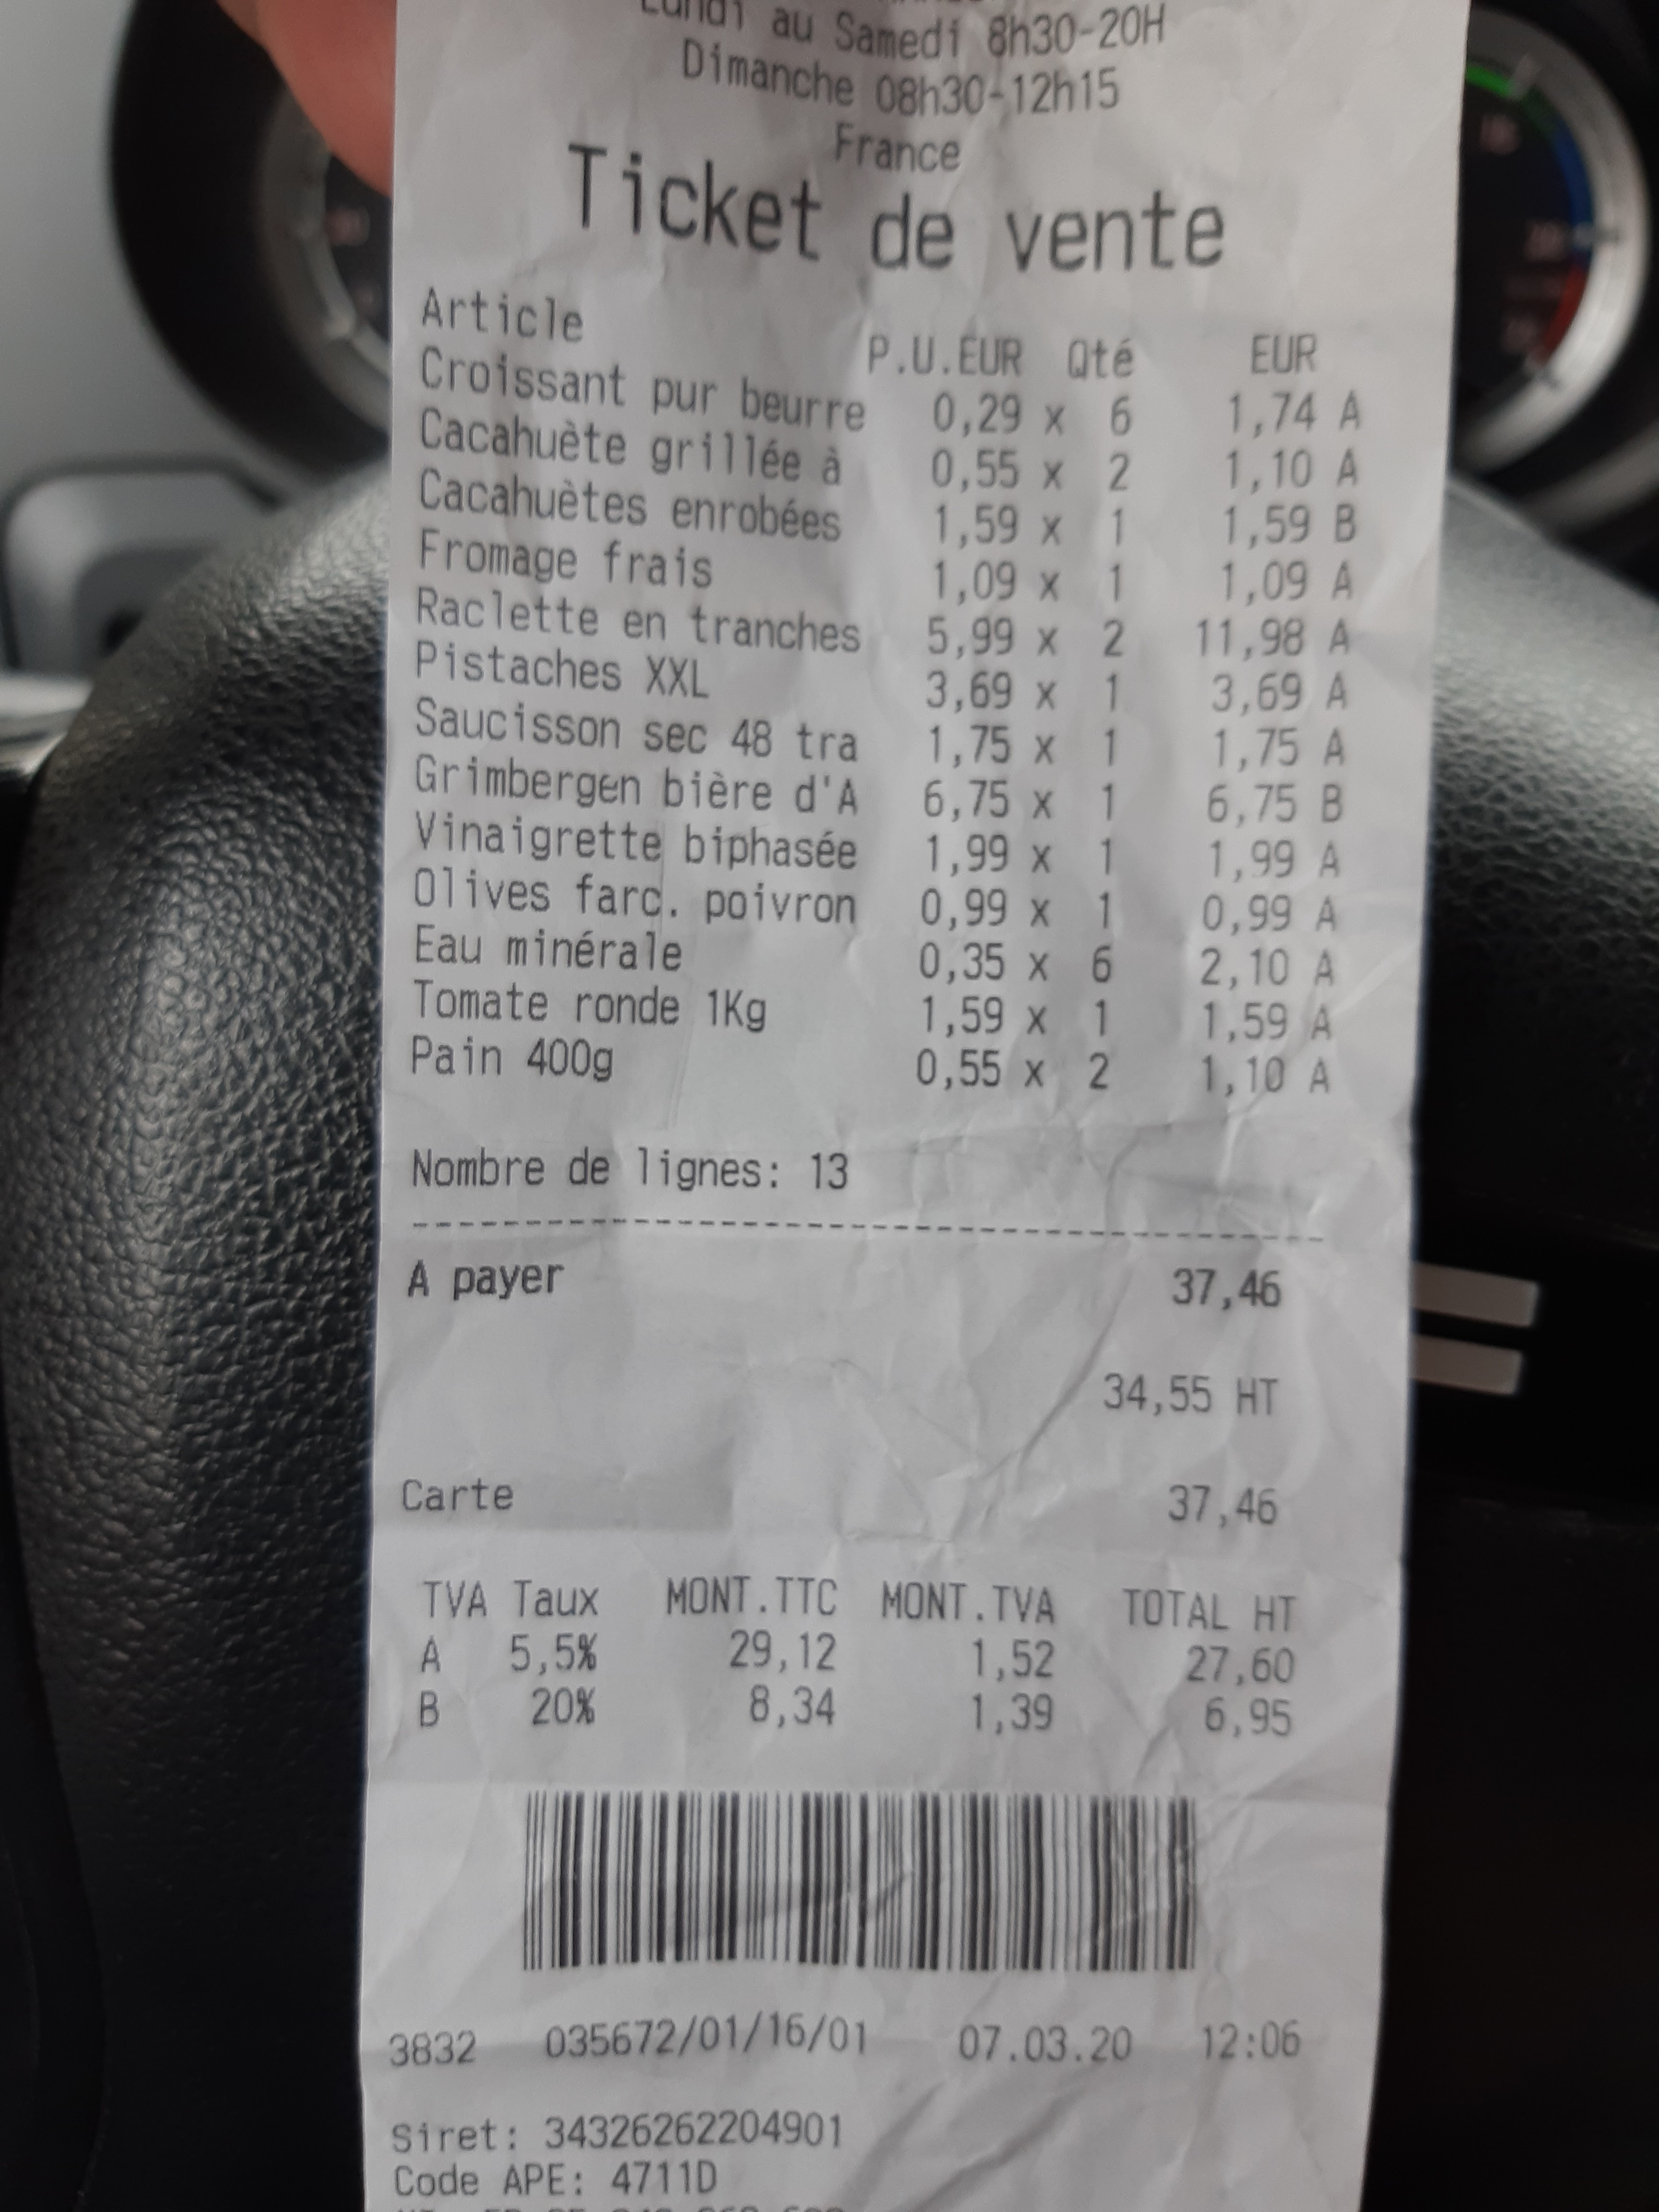 Lundi au Samedi 8h30-20H
Dimanche 08h30-12h15
France
Ticket de vente
Article P.U.EUR Qté EUR
Croissant pur beurre 0,29 x 6 1,74 A
Cacahuète grillée à 0,55 x 2 1,10 A
Cacahuètes enrobées 1,59 x 1 1,59 B
Fromage frais 1,09 x 1 1,09 A
Raclette en tranches 5,99 x 2 11,98 A
Pistaches XXL 3,69 x 1 3,69 A
Saucisson sec 48 tra 1,75 x 1 1,75 A
Grimbergen bière d'A 6,75 x 1 6,75 B
Vinaigrette biphasée 1,99 x 1 1,99 A
Olives farc. poivron 0,99 x 1 0,99 A
Eau minérale 0,35 x 6 2,10 A
Tomate ronde 1Kg 1,59 x 1 1,59 A
Pain 400g 0,55 x 2 1,10 A
Nombre de lignes: 13
A payer 37,46
34,55 HT
Carte 37,46
TVA Taux MONT.TTC MONT.TVA TOTAL HT
A 5,5% 29,12 1,52 27,60
B 20% 8,34 1,39 6,95
3832 035672/01/16/01 07.03.20 12:06
Siret: 34326262204901
Code APE: 4711D